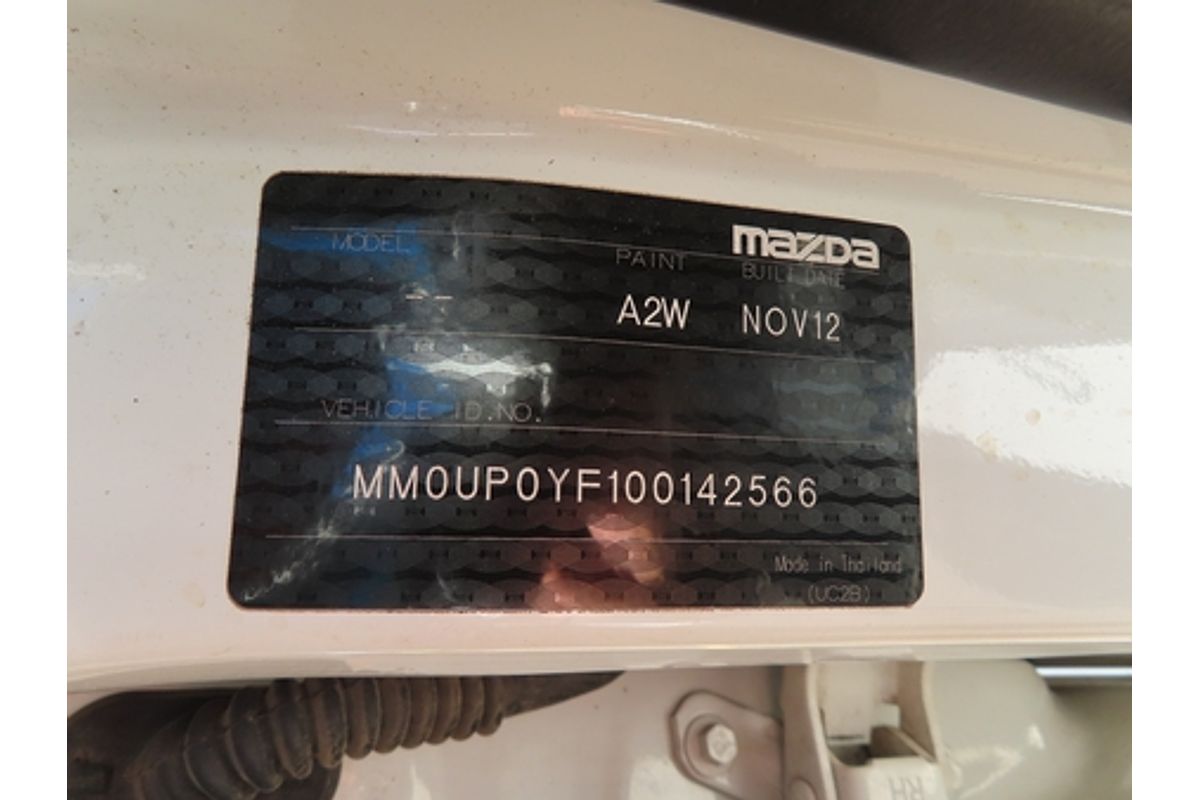 mazda
MODEL PAINT BUILT DATE
-- A2W NOV12
VEHICLE ID.NO.
MM0UP0YF100142566
Made in Thailand
(UC2B)
RH